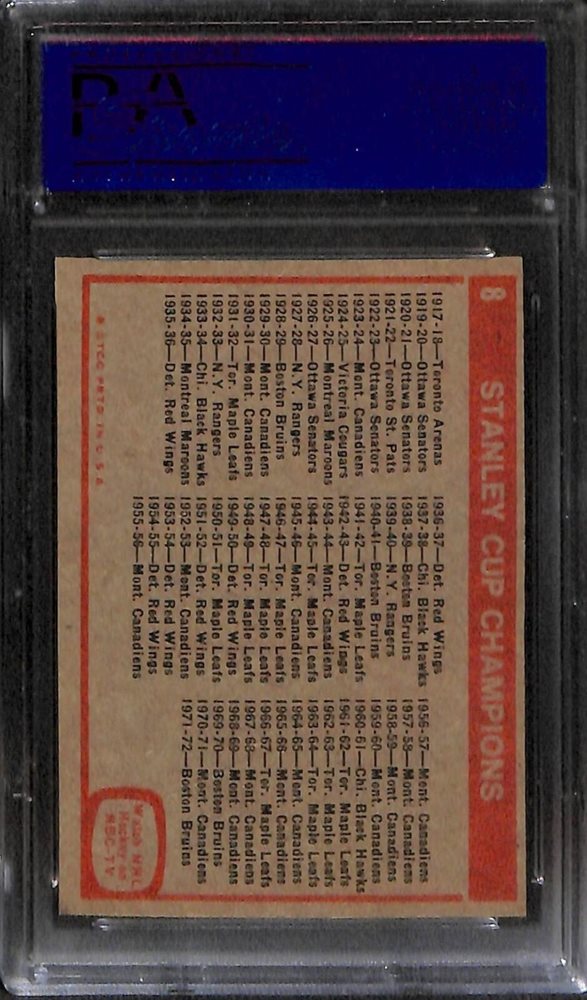 8 STANLEY CUP CHAMPIONS
1917-18—Toronto Arenas
1919-20—Ottawa Senators
1920-21—Ottawa Senators
1921-22—Toronto St. Pats
1922-23—Ottawa Senators
1923-24—Mont. Canadiens
1924-25—Victoria Cougars
1925-26—Montreal Maroons
1926-27—Ottawa Senators
1927-28—N.Y. Rangers
1928-29—Boston Bruins
1929-30—Mont. Canadiens
1930-31—Mont. Canadiens
1931-32—Tor. Maple Leafs
1932-33—N.Y. Rangers
1933-34—Chi. Black Hawks
1934-35—Montreal Maroons
1935-36—Det. Red Wings
1936-37—Det. Red Wings
1937-38—Chi. Black Hawks
1938-39—Boston Bruins
1939-40—N.Y. Rangers
1940-41—Boston Bruins
1941-42—Tor. Maple Leafs
1942-43—Det. Red Wings
1943-44—Mont. Canadiens
1944-45—Tor. Maple Leafs
1945-46—Mont. Canadiens
1946-47—Tor. Maple Leafs
1947-48—Tor. Maple Leafs
1948-49—Tor. Maple Leafs
1949-50—Det. Red Wings
1950-51—Tor. Maple Leafs
1951-52—Det. Red Wings
1952-53—Mont. Canadiens
1953-54—Det. Red Wings
1954-55—Det. Red Wings
1955-56—Mont. Canadiens
1956-57—Mont. Canadiens
1957-58—Mont. Canadiens
1958-59—Mont. Canadiens
1959-60—Mont. Canadiens
1960-61—Chi. Black Hawks
1961-62—Tor. Maple Leafs
1962-63—Tor. Maple Leafs
1963-64—Tor. Maple Leafs
1964-65—Mont. Canadiens
1965-66—Mont. Canadiens
1966-67—Tor. Maple Leafs
1967-68—Mont. Canadiens
1968-69—Mont. Canadiens
1969-70—Boston Bruins
1970-71—Mont. Canadiens
1971-72—Boston Bruins
Watch NHL
Hockey on
NBC-TV
© TCG PRTD. IN U.S.A.